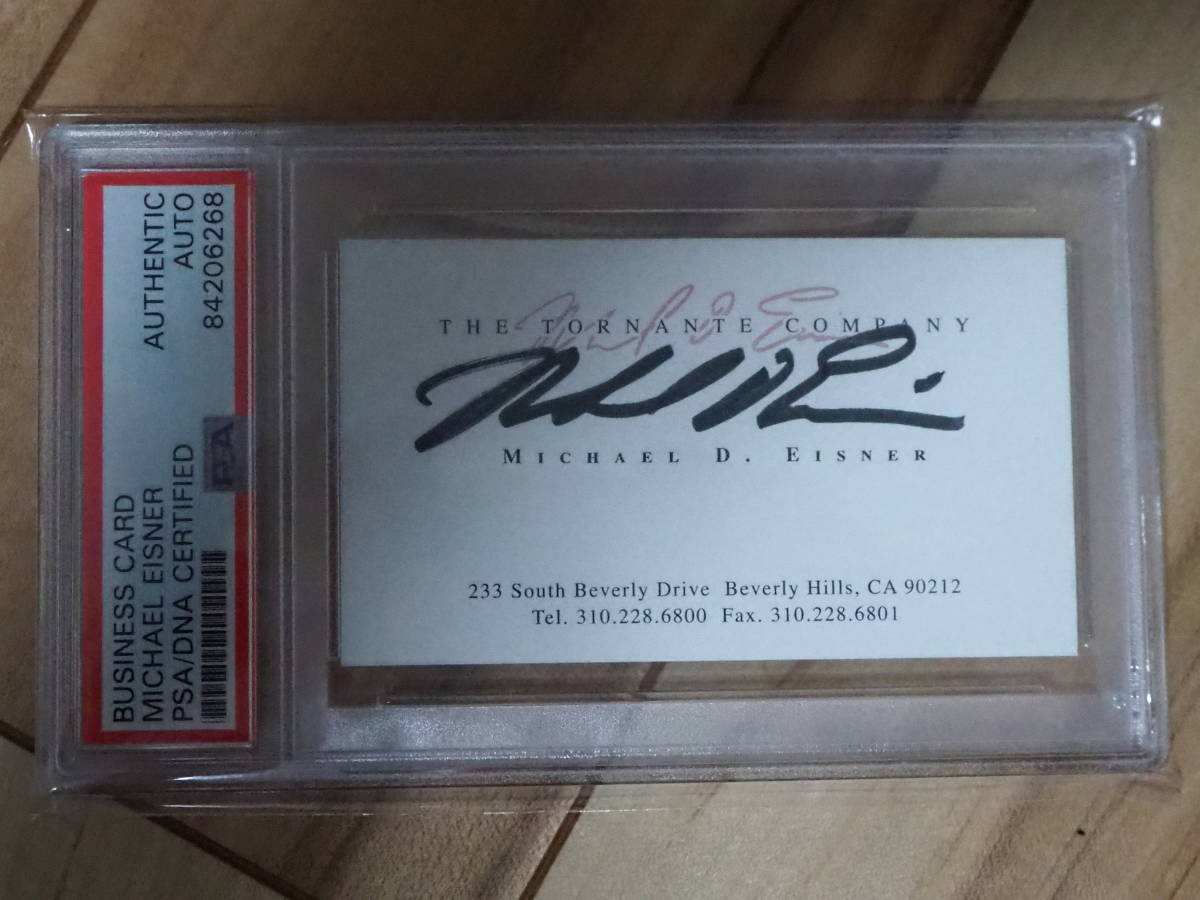 BUSINESS CARD
MICHAEL EISNER
PSA/DNA CERTIFIED
AUTHENTIC
AUTO
84206268
PSA
THE TORNANTE COMPANY
MICHAEL D. EISNER
233 South Beverly Drive Beverly Hills, CA 90212
Tel. 310.228.6800 Fax. 310.228.6801